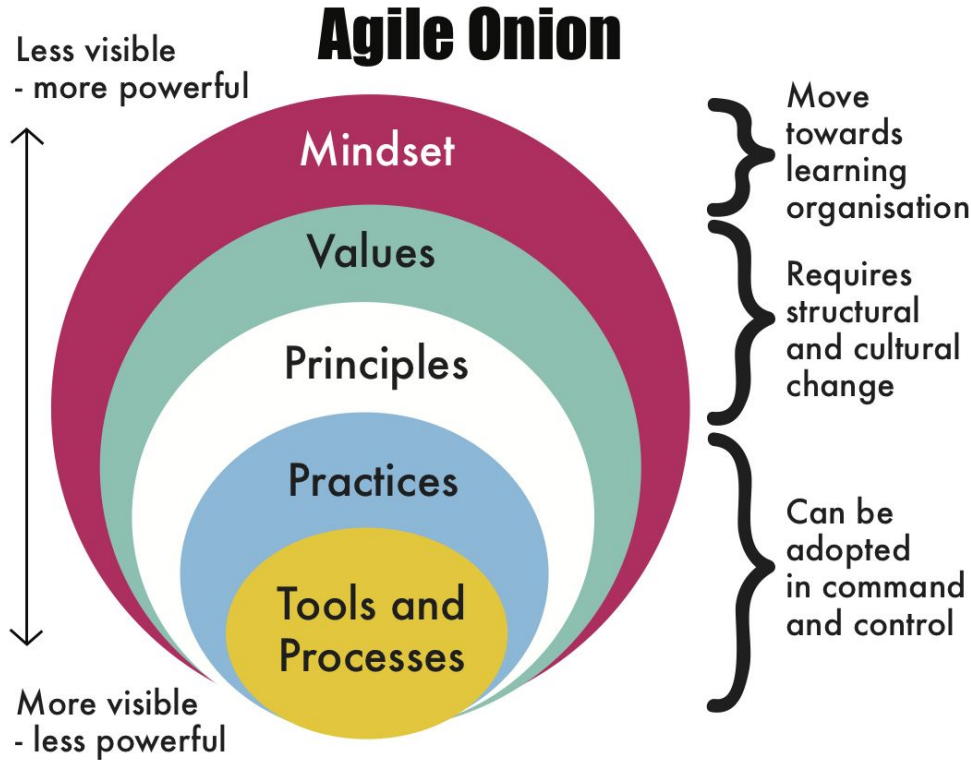 Agile Onion
Less visible
- more powerful
Mindset
Values
Principles
Practices
Tools and
Processes
More visible
- less powerful
Move
towards
learning
organisation
Requires
structural
and cultural
change
Can be
adopted
in command
and control